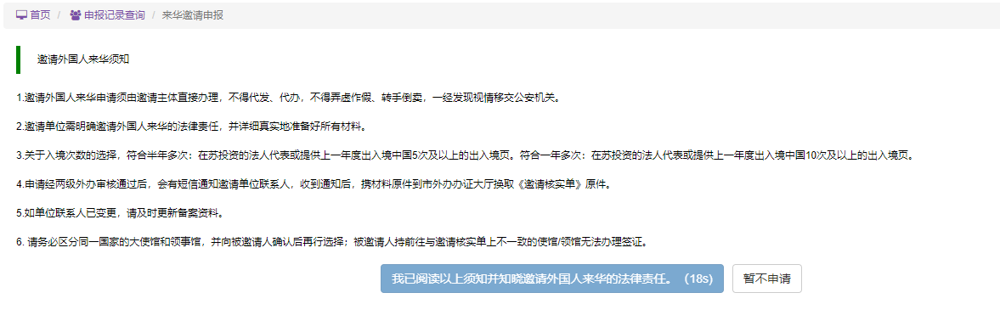 首页 / 申报记录查询 / 来华邀请申报
邀请外国人来华须知
1.邀请外国人来华申请须由邀请主体直接办理，不得代发、代办，不得弄虚作假、转手倒卖，一经发现视情移交公安机关。
2.邀请单位需明确邀请外国人来华的法律责任，并详细真实地准备好所有材料。
3.关于入境次数的选择，符合半年多次：在苏投资的法人代表或提供上一年度出入境中国5次及以上的出入境页。符合一年多次：在苏投资的法人代表或提供上一年度出入境中国10次及以上的出入境页。
4.申请经两级外办审核通过后，会有短信通知邀请单位联系人，收到通知后，携材料原件到市外办办证大厅换取《邀请核实单》原件。
5.如单位联系人已变更，请及时更新备案资料。
6. 请务必区分同一国家的大使馆和领事馆，并向被邀请人确认后再行选择；被邀请人持前往与邀请核实单上不一致的使馆/领馆无法办理签证。
我已阅读以上须知并知晓邀请外国人来华的法律责任。（18s) 暂不申请